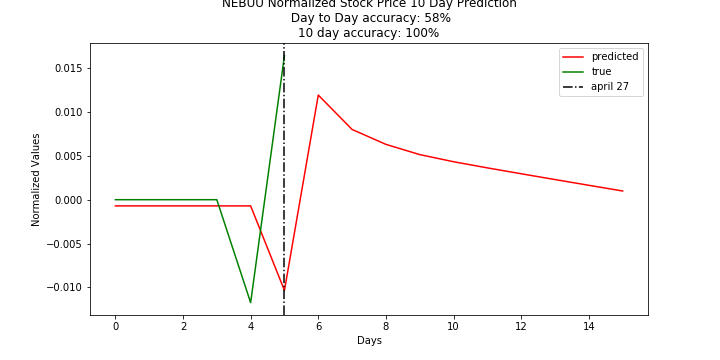 NEBUU Normalized Stock Price 10 Day Prediction
Day to Day accuracy: 58%
10 day accuracy: 100%
predicted
true
april 27
Normalized Values
0.015
0.010
0.005
0.000
−0.005
−0.010
0 2 4 6 8 10 12 14
Days